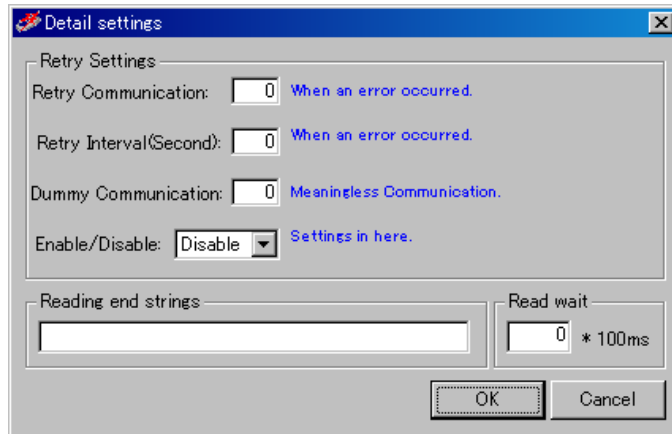 Detail settings
Retry Settings
Retry Communication: 0 When an error occurred.
Retry Interval(Second): 0 When an error occurred.
Dummy Communication: 0 Meaningless Communication.
Enable/Disable: Disable Settings in here.
Reading end strings Read wait
0 * 100ms
OK Cancel